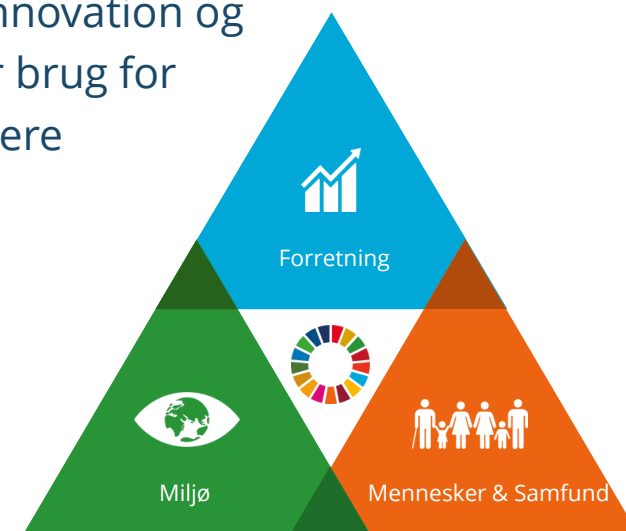 nnovation og
r brug for
ere
Forretning
Miljø
Mennesker & Samfund